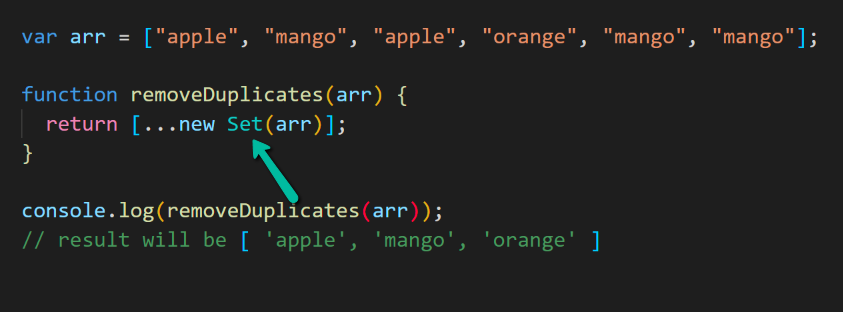 var arr = ["apple", "mango", "apple", "orange", "mango", "mango"];
function removeDuplicates(arr) {
return [...new Set(arr)];
}
console.log(removeDuplicates(arr));
// result will be [ 'apple', 'mango', 'orange' ]